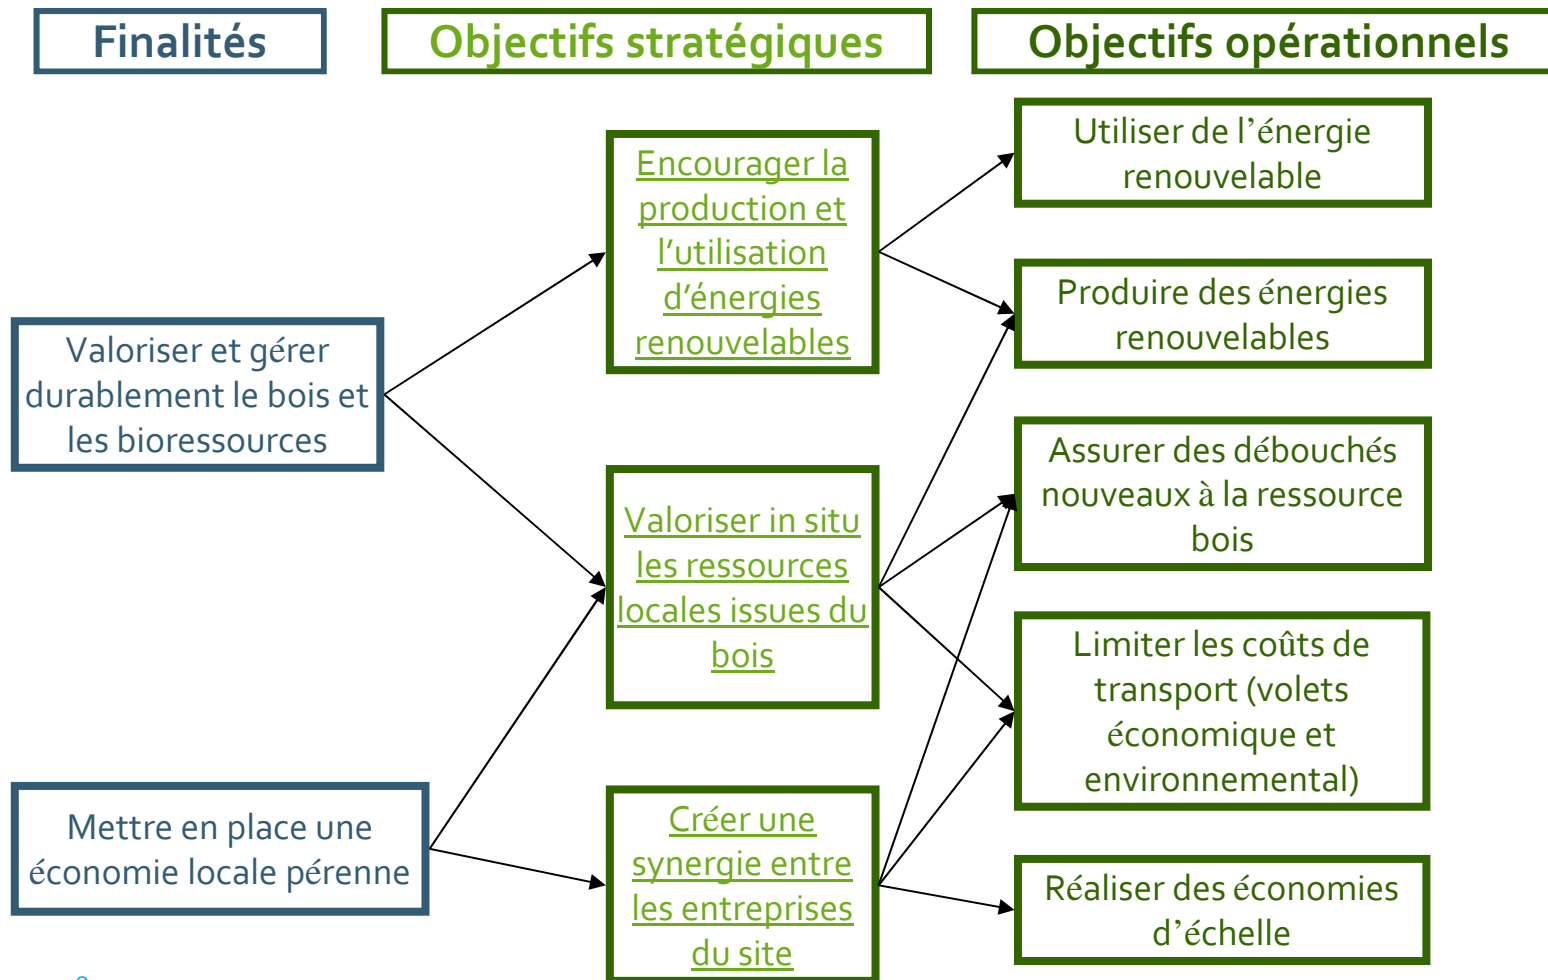 Finalités
Objectifs stratégiques
Objectifs opérationnels
Valoriser et gérer
durablement le bois et
les bioressources
Mettre en place une
économie locale pérenne
Encourager la
production et
l'utilisation
d'énergies
renouvelables
Valoriser in situ
les ressources
locales issues du
bois
Créer une
synergie entre
les entreprises
du site
Utiliser de l’énergie
renouvelable
Produire des énergies
renouvelables
Assurer des débouchés
nouveaux à la ressource
bois
Limiter les coûts de
transport (volets
économique et
environnemental)
Réaliser des économies
d’échelle